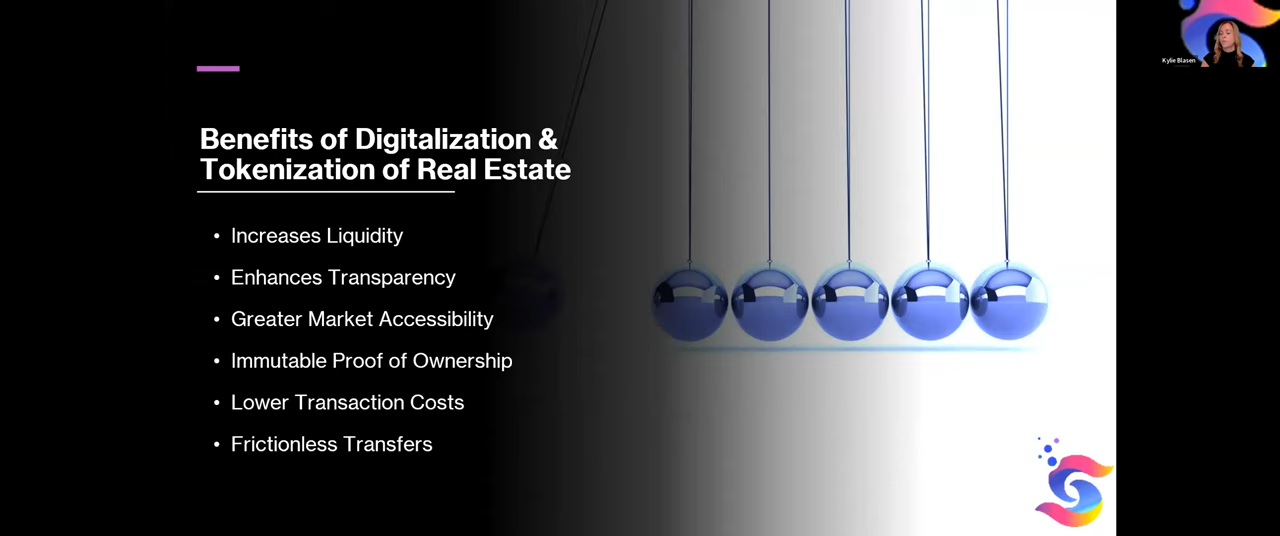 Benefits of Digitalization &
Tokenization of Real Estate
• Increases Liquidity
• Enhances Transparency
• Greater Market Accessibility
• Immutable Proof of Ownership
• Lower Transaction Costs
• Frictionless Transfers
Kylie Blasen